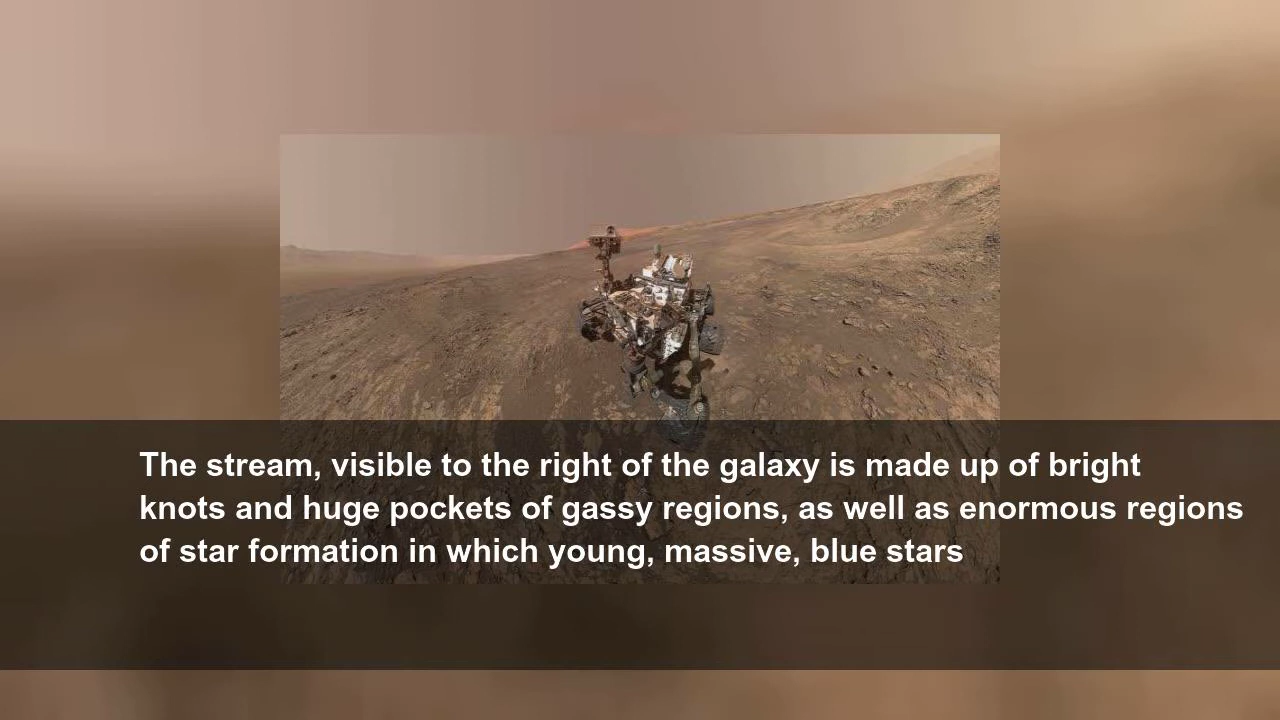 The stream, visible to the right of the galaxy is made up of bright
knots and huge pockets of gassy regions, as well as enormous regions
of star formation in which young, massive, blue stars